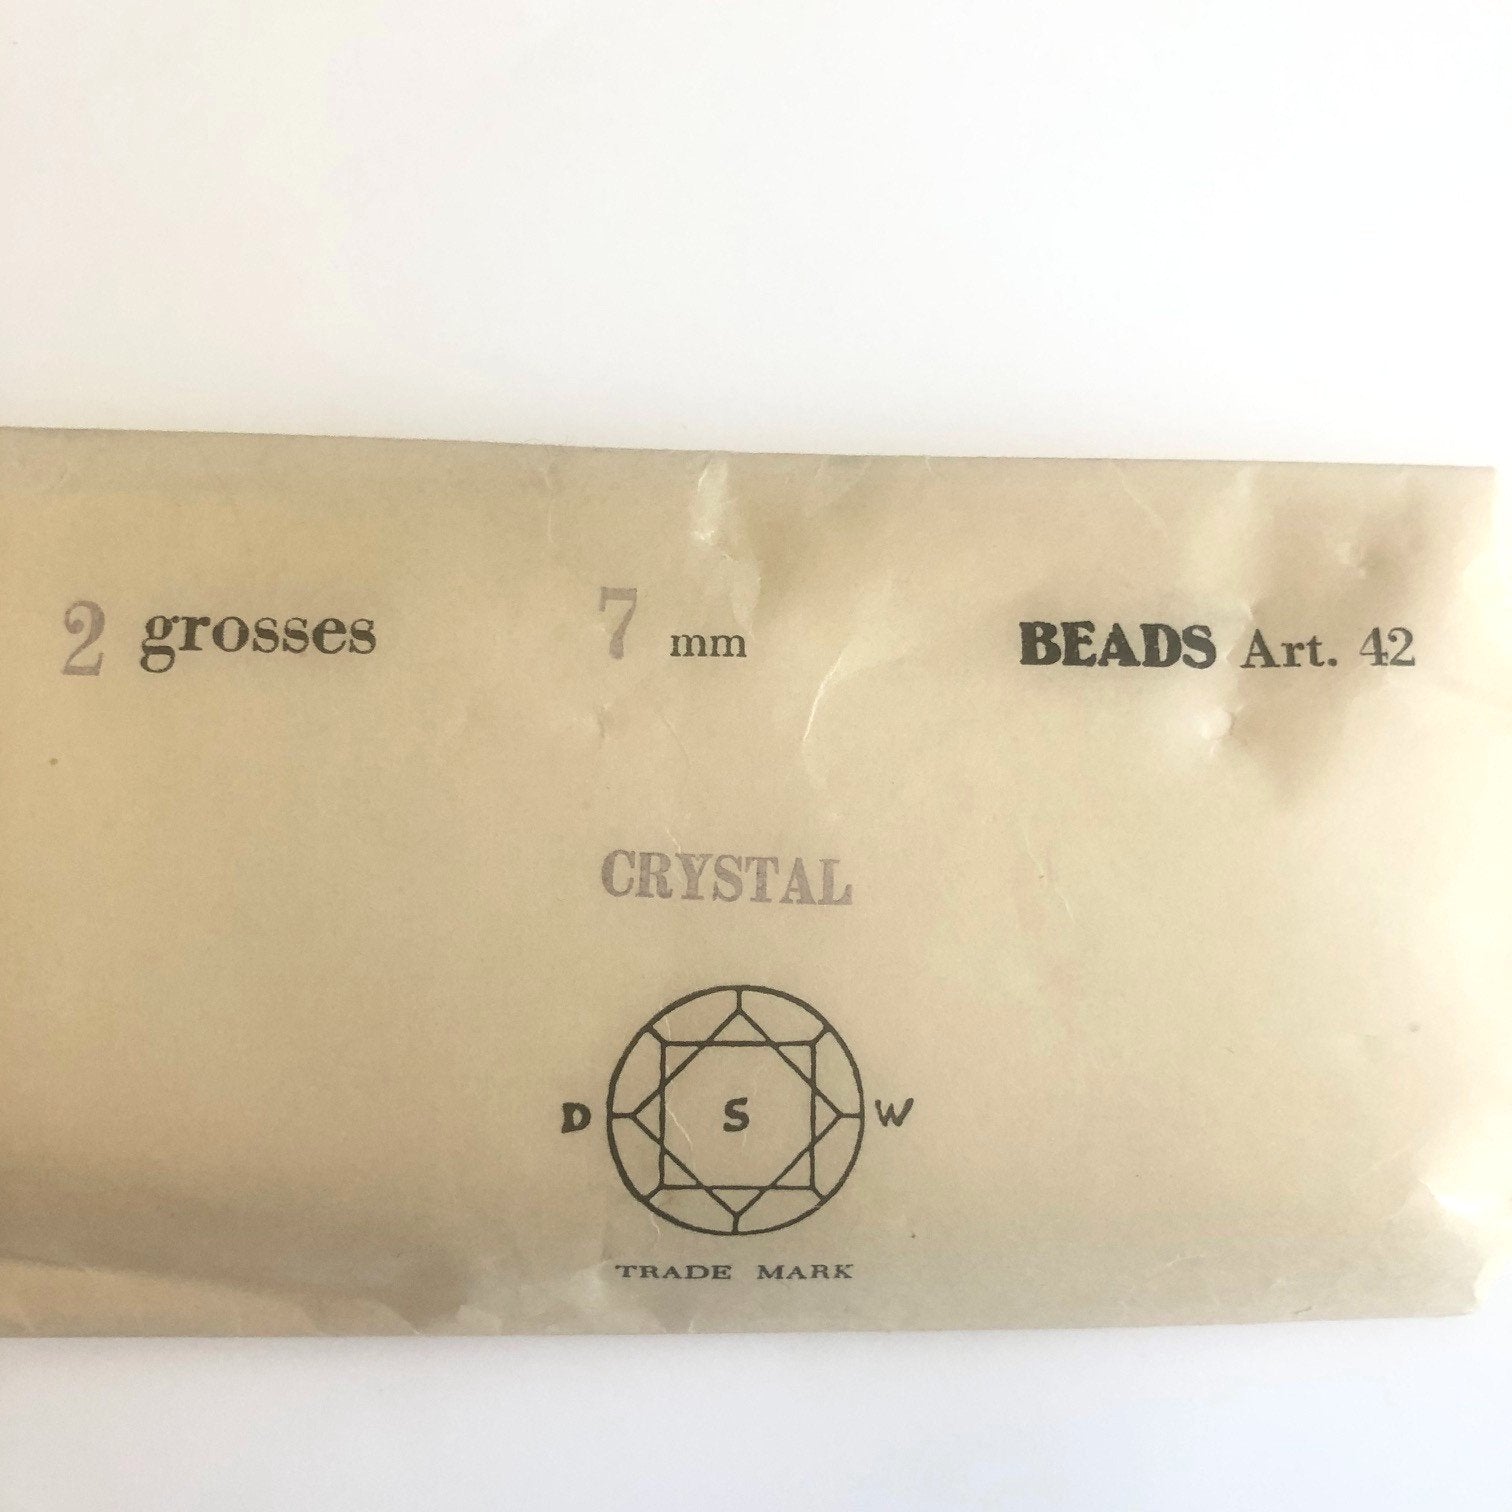 2 grosses 7 mm BEADS Art. 42
CRYSTAL
D S W
TRADE MARK